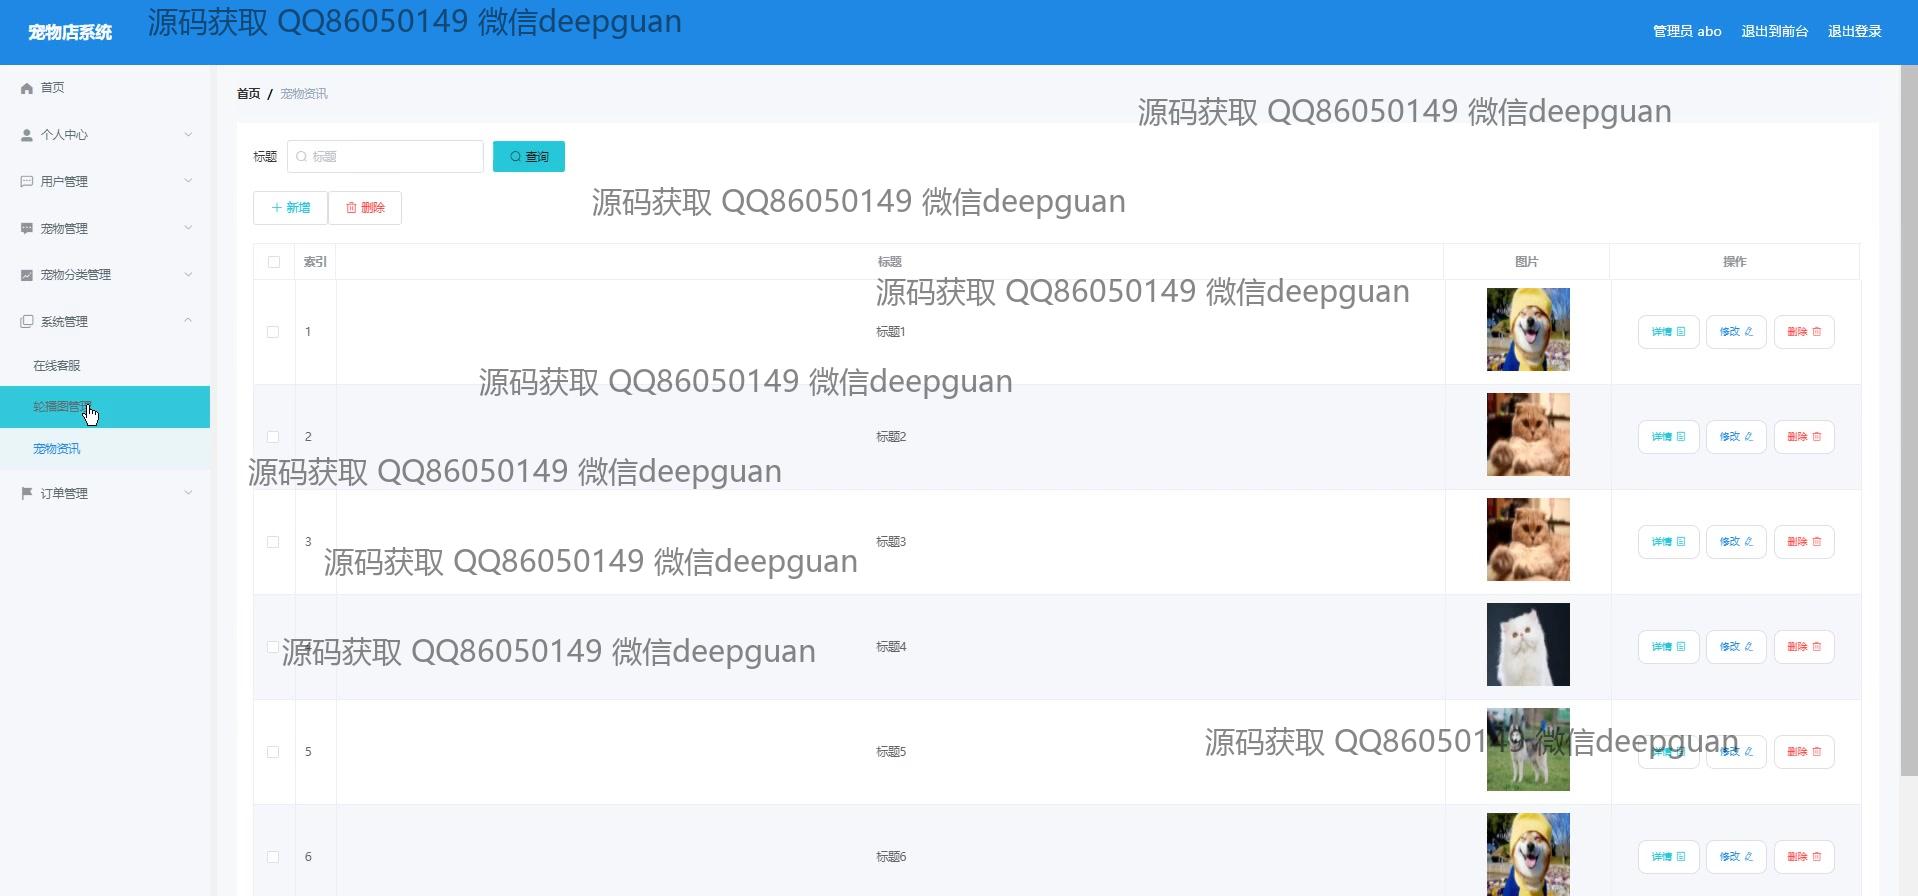 宠物店系统
源码获取 QQ86050149 微信deepguan
管理员 abo 退出到前台 退出登录
首页
个人中心
用户管理
宠物管理
宠物分类管理
系统管理
在线客服
轮播图管理
宠物资讯
订单管理
首页 / 宠物资讯
源码获取 QQ86050149 微信deepguan
标题 标题 查询
源码获取 QQ86050149 微信deepguan
新增 删除
索引 标题 图片 操作
源码获取 QQ86050149 微信deepguan
1 标题1 详情 修改 删除
源码获取 QQ86050149 微信deepguan
2 标题2 详情 修改 删除
源码获取 QQ86050149 微信deepguan
3 标题3 详情 修改 删除
源码获取 QQ86050149 微信deepguan
标题4 详情 修改 删除
源码获取 QQ86050149 微信deepguan
源码获取 QQ86050149 微信deepguan
5 标题5 详情 修改 删除
6 标题6 详情 修改 删除